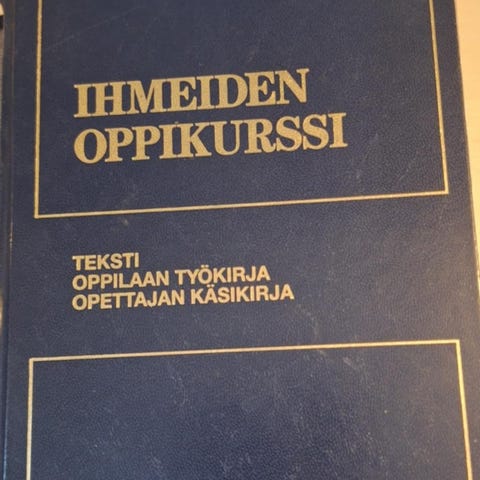 IHMEIDEN
OPPIKURSSI
TEKSTI
OPPILAAN TYÖKIRJA
OPETTAJAN KÄSIKIRJA